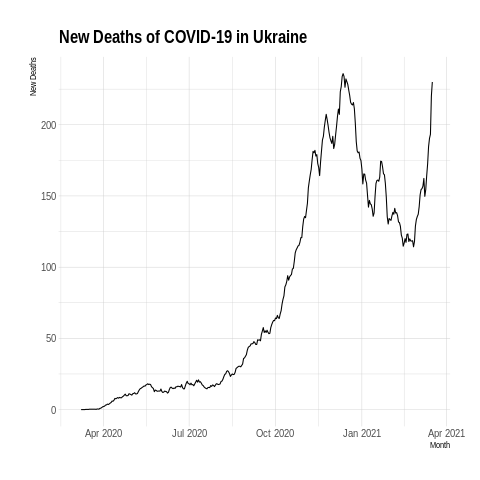 New Deaths of COVID-19 in Ukraine
New Deaths
200
150
100
50
0
Apr 2020
Jul 2020
Oct 2020
Jan 2021
Apr 2021
Month